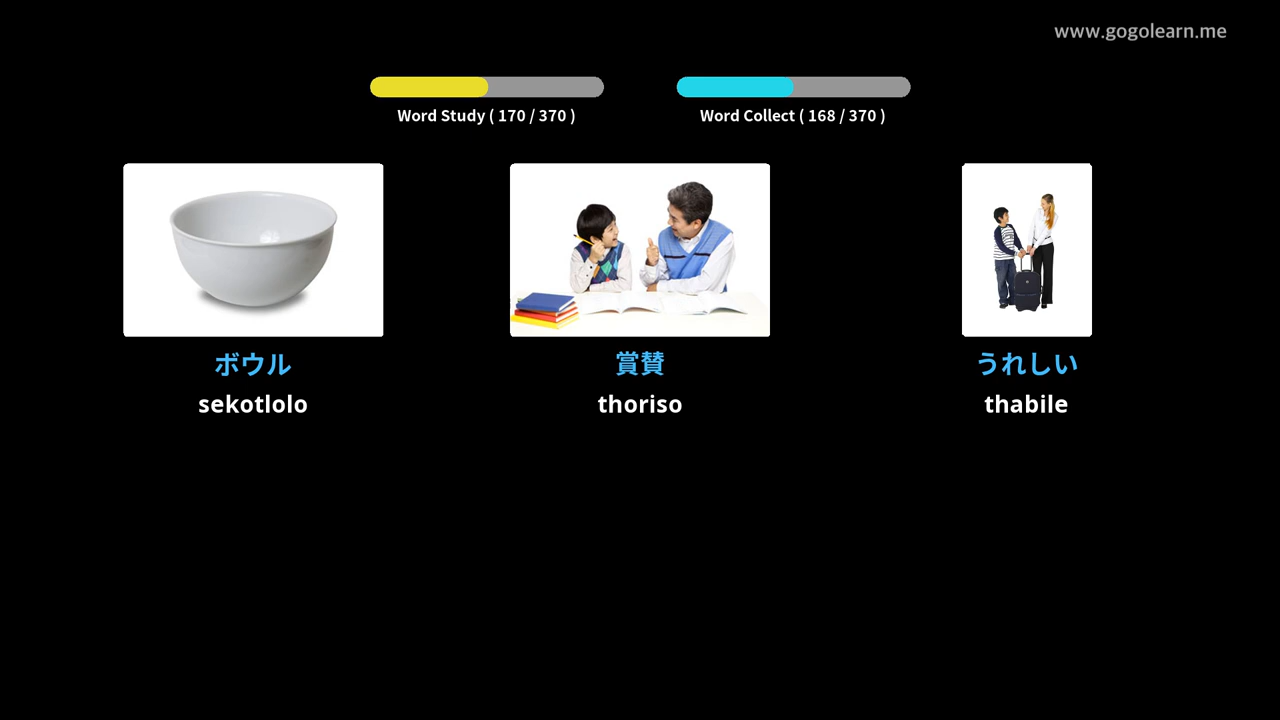 www.gogolearn.me
Word Study ( 170 / 370 )
Word Collect ( 168 / 370 )
ボウル
sekotlolo
賞賛
thoriso
うれしい
thabile